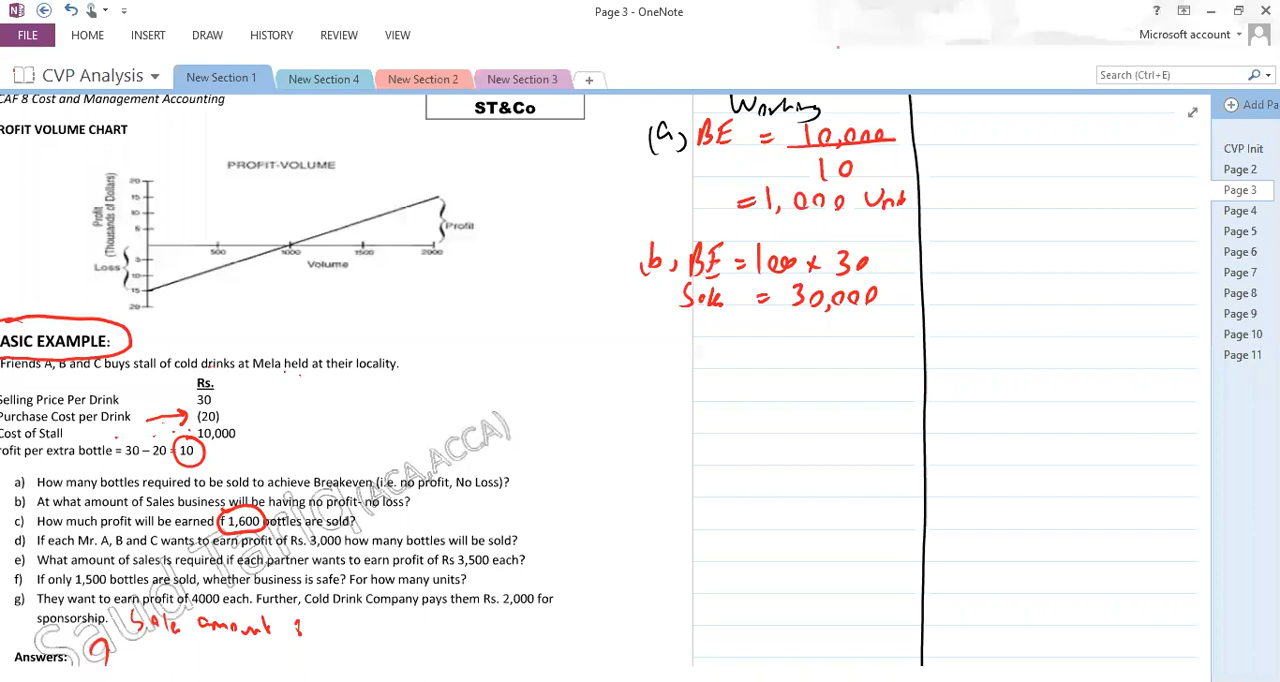 Page 3 - OneNote
FILE HOME INSERT DRAW HISTORY REVIEW VIEW
Microsoft account
CVP Analysis New Section 1 New Section 4 New Section 2 New Section 3
Search (Ctrl+E)
Add Pa
CVP Init
Page 2
Page 3
Page 4
Page 5
Page 6
Page 7
Page 8
Page 9
Page 10
Page 11
CAF 8 Cost and Management Accounting
ST&Co
ROFIT VOLUME CHART
PROFIT-VOLUME
Profit
(Thousands of Dollars)
20
15
10
5
5
10
15
20
Loss
500 1000 1500 2000
Volume
Profit
ASIC EXAMPLE:
Friends A, B and C buys stall of cold drinks at Mela held at their locality.
Rs.
Selling Price Per Drink 30
Purchase Cost per Drink (20)
Cost of Stall 10,000
rofit per extra bottle = 30 – 20 = 10
a) How many bottles required to be sold to achieve Breakeven (i.e. no profit, No Loss)?
b) At what amount of Sales business will be having no profit- no loss?
c) How much profit will be earned if 1,600 bottles are sold?
d) If each Mr. A, B and C wants to earn profit of Rs. 3,000 how many bottles will be sold?
e) What amount of sales is required if each partner wants to earn profit of Rs 3,500 each?
f) If only 1,500 bottles are sold, whether business is safe? For how many units?
g) They want to earn profit of 4000 each. Further, Cold Drink Company pays them Rs. 2,000 for
sponsorship. Sale amount ?
Answers:
Saud Tariq (ACA,ACCA)
Working
(a) BE = 10,000
10
= 1,000 Units
(b) BE = 100 × 30
Sale = 30,000